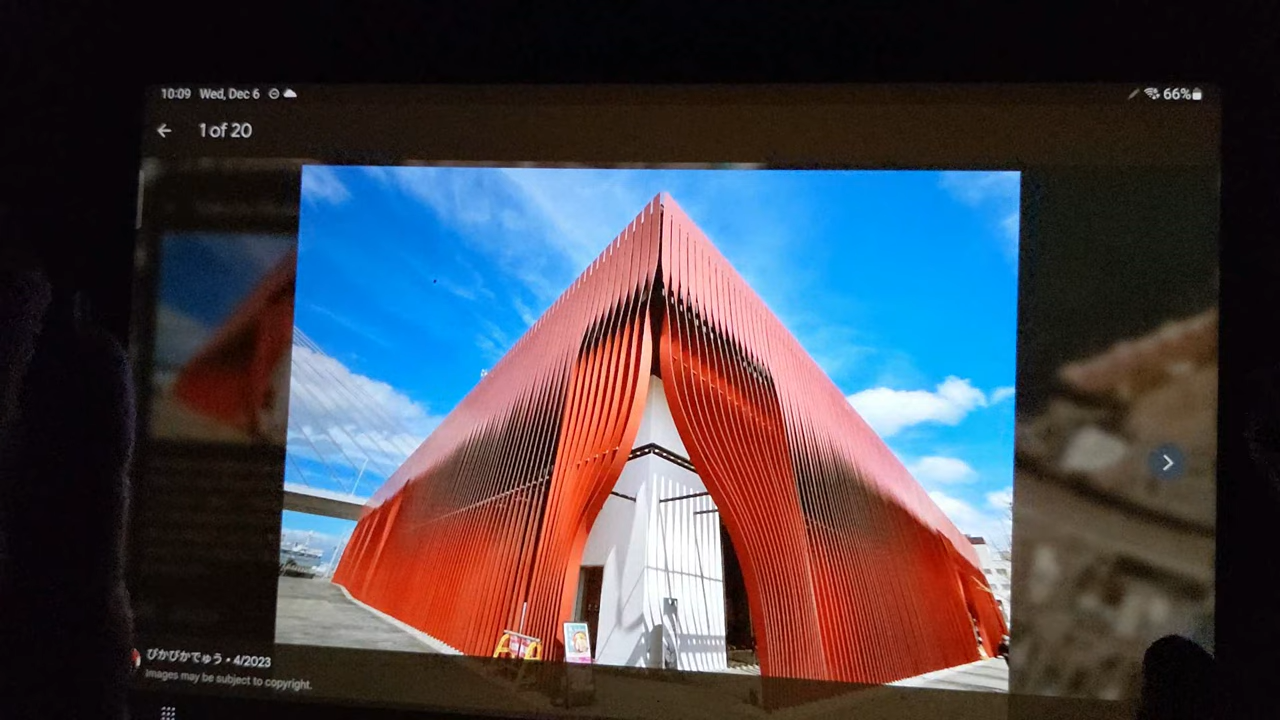 10:09 Wed, Dec 6
66%
1 of 20
ぴかぴかでゅう • 4/2023
Images may be subject to copyright.